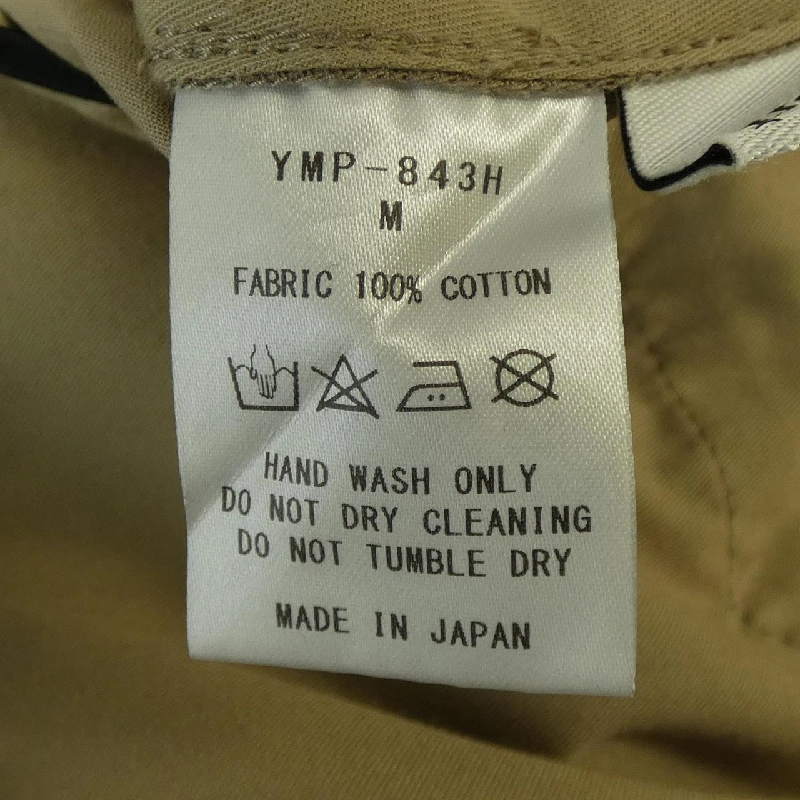 YMP-843H
M
FABRIC 100% COTTON
HAND WASH ONLY
DO NOT DRY CLEANING
DO NOT TUMBLE DRY
MADE IN JAPAN